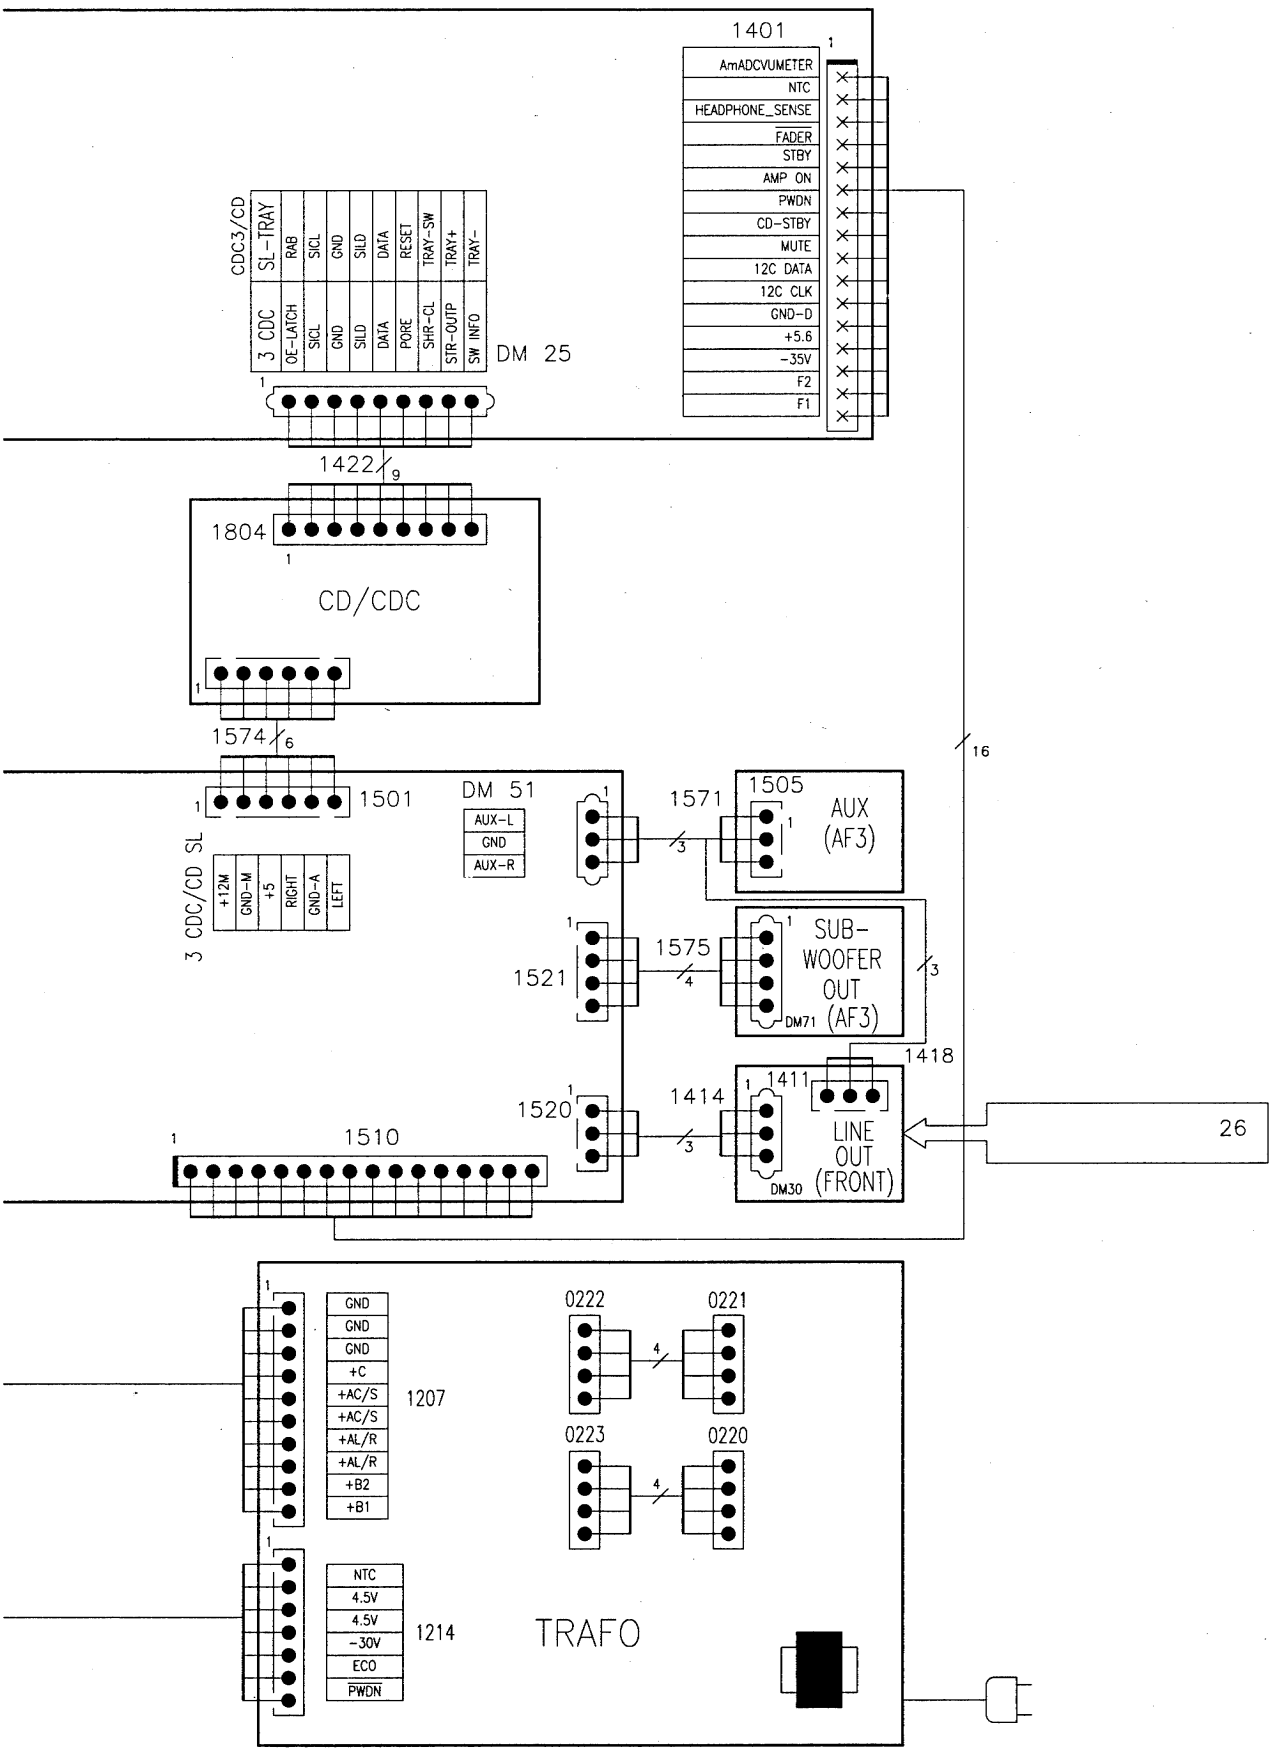 1401
1
AmADCVUMETER
NTC
HEADPHONE_SENSE
FADER
STBY
AMP ON
PWDN
CD-STBY
MUTE
12C DATA
12C CLK
GND-D
+5.6
-35V
F2
F1
CDC3/CD
SL-TRAY
RAB
SICL
GND
SILD
DATA
RESET
TRAY-SW
TRAY+
TRAY-
3 CDC
OE-LATCH
SICL
GND
SILD
DATA
PORE
SHR-CL
STR-OUTP
SW INFO
DM 25
1
1422
9
1804
1
CD/CDC
1
1574
6
16
1
1501
3 CDC/CD SL
+12M
GND-M
+5
RIGHT
GND-A
LEFT
DM 51
AUX-L
GND
AUX-R
1
1571
3
1505
1
AUX
(AF3)
1
1521
1575
4
1
SUB-
WOOFER
OUT
(AF3)
DM71
3
1418
1
1520
1414
3
1
1411
LINE
OUT
(FRONT)
DM30
26
1
1510
1
GND
GND
GND
+C
+AC/S
+AC/S
+AL/R
+AL/R
+B2
+B1
1207
0222
4
0221
0223
4
0220
1
NTC
4.5V
4.5V
-30V
ECO
PWDN
1214
TRAFO